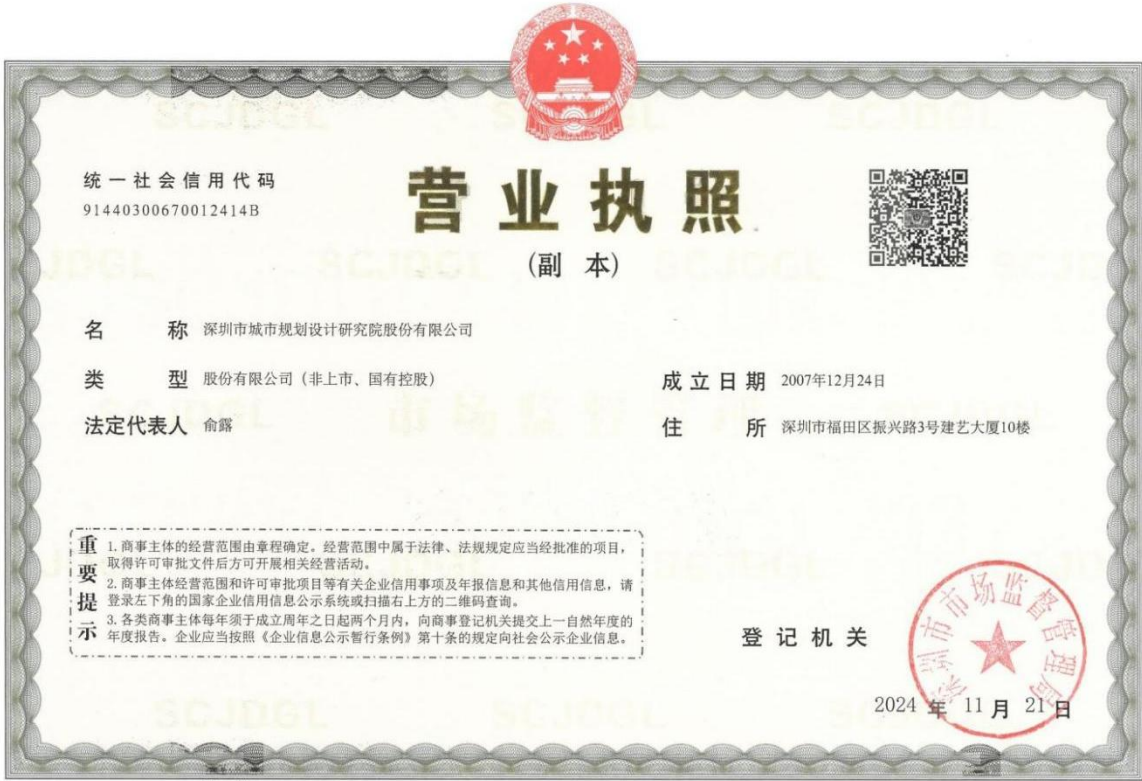 统一社会信用代码
91440300670012414B
营业执照
(副 本)
名 称 深圳市城市规划设计研究院股份有限公司
类 型 股份有限公司（非上市、国有控股）
成立日期 2007年12月24日
法定代表人 俞露
住 所 深圳市福田区振兴路3号建艺大厦10楼
重要提示
1. 商事主体的经营范围由章程确定。经营范围中属于法律、法规规定应当经批准的项目，
取得许可审批文件后方可开展相关经营活动。
2. 商事主体经营范围和许可审批项目等有关企业信用事项及年报信息和其他信用信息，请
登录左下角的国家企业信用信息公示系统或扫描右上方的二维码查询。
3. 各类商事主体每年须于成立周年之日起两个月内，向商事登记机关提交上一自然年度的
年度报告。企业应当按照《企业信息公示暂行条例》第十条的规定向社会公示企业信息。
登记机关
深圳市市场监督管理局
2024 年 11 月 21 日
SCJDGL